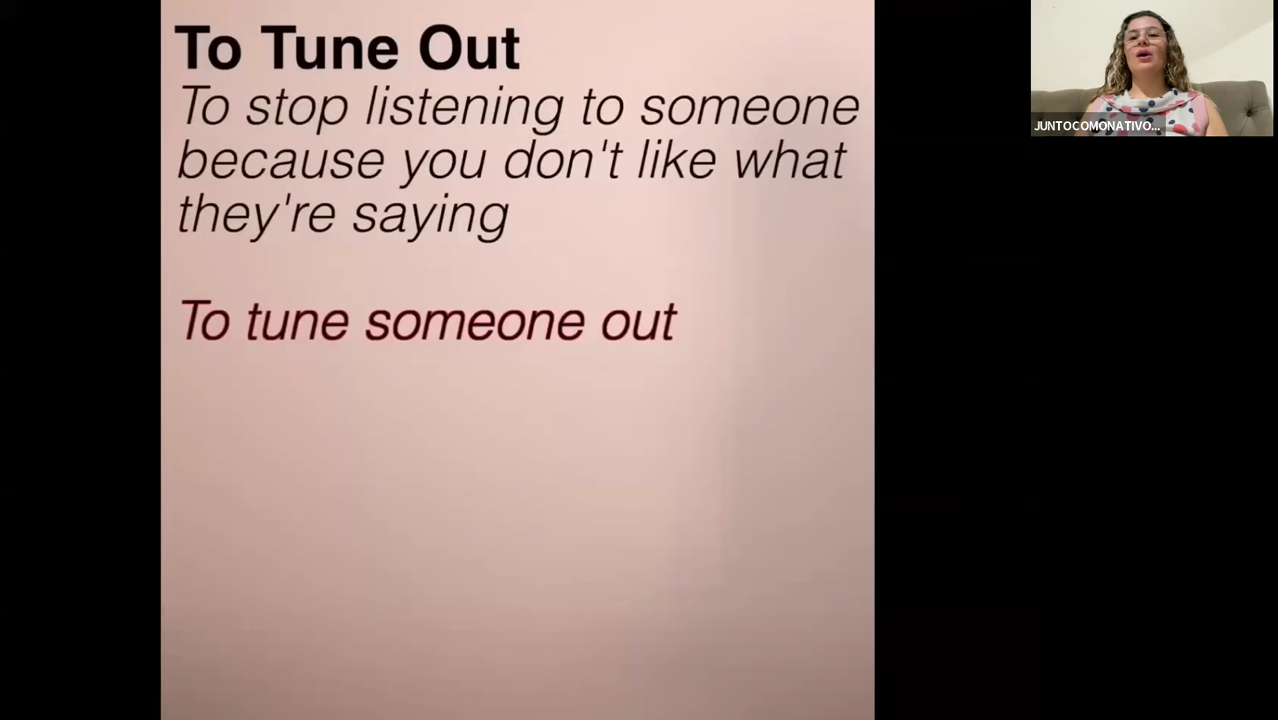 To Tune Out
To stop listening to someone
because you don't like what
they're saying
To tune someone out
JUNTOCOMONATIVO...